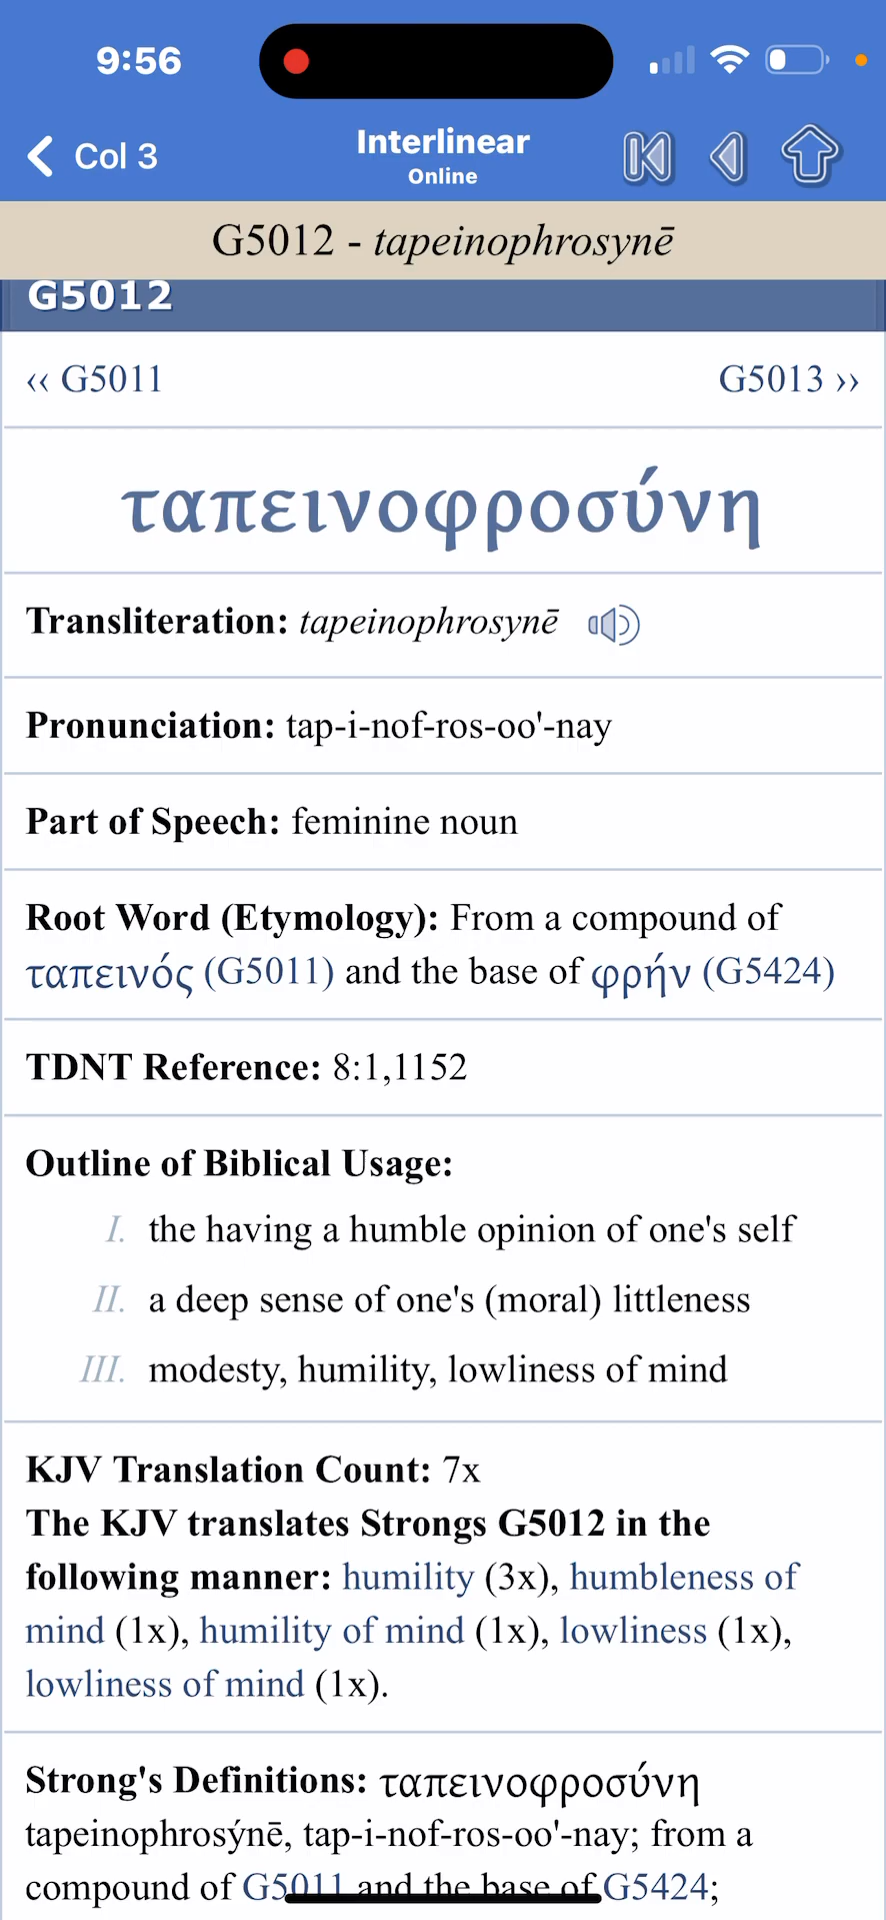 9:56
Col 3
Interlinear
Online
G5012 - tapeinophrosynē
G5012
‹‹ G5011
G5013 ››
ταπεινοφροσύνη
Transliteration: tapeinophrosynē
Pronunciation: tap-i-nof-ros-oo'-nay
Part of Speech: feminine noun
Root Word (Etymology): From a compound of
ταπεινός (G5011) and the base of φρήν (G5424)
TDNT Reference: 8:1,1152
Outline of Biblical Usage:
I. the having a humble opinion of one's self
II. a deep sense of one's (moral) littleness
III. modesty, humility, lowliness of mind
KJV Translation Count: 7x
The KJV translates Strongs G5012 in the
following manner: humility (3x), humbleness of
mind (1x), humility of mind (1x), lowliness (1x),
lowliness of mind (1x).
Strong's Definitions: ταπεινοφροσύνη
tapeinophrosýnē, tap-i-nof-ros-oo'-nay; from a
compound of G5011 and the base of G5424;